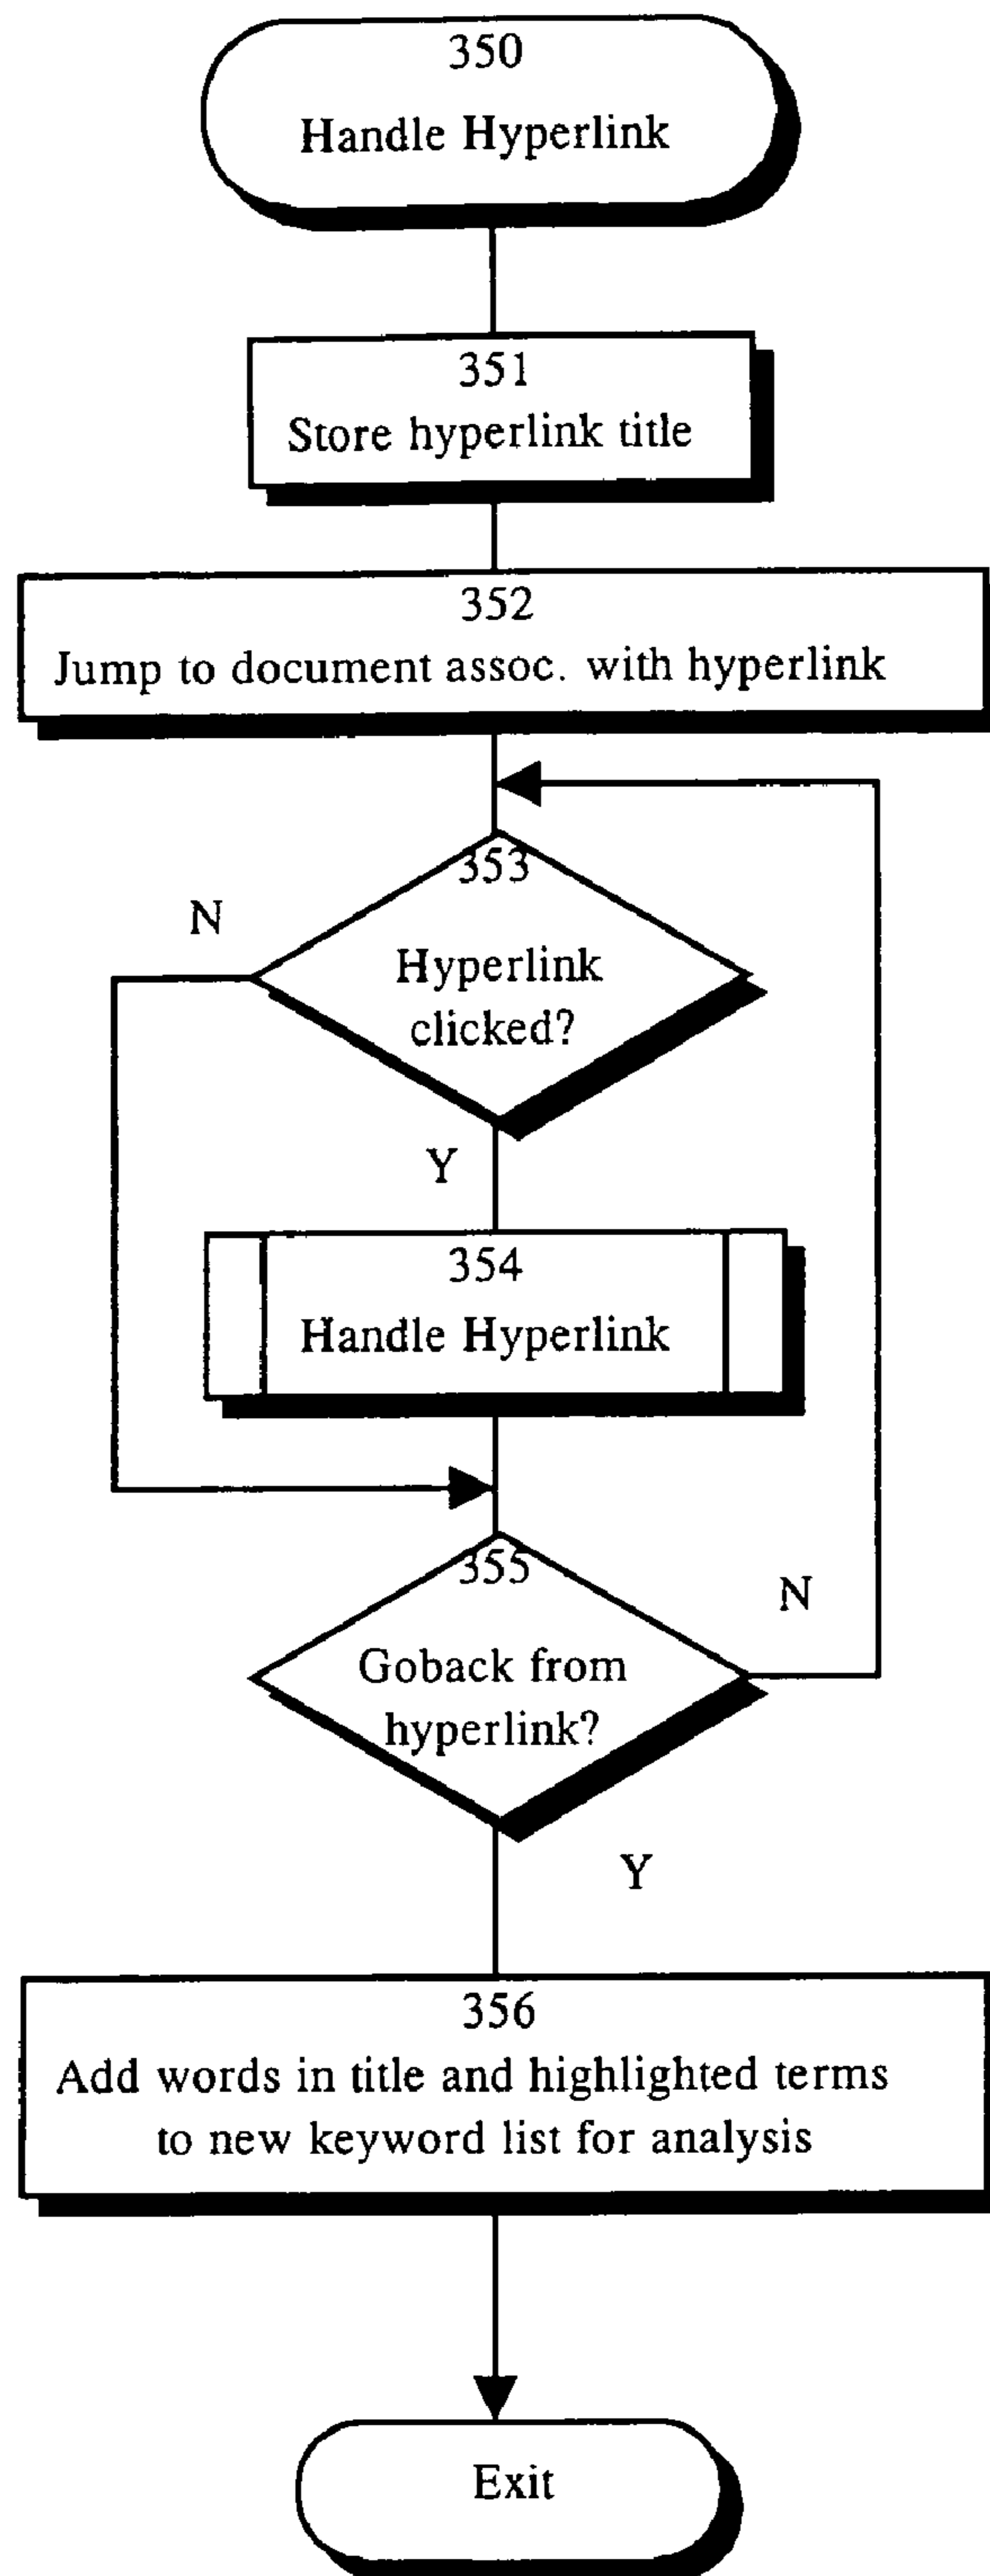 350
Handle Hyperlink
351
Store hyperlink title
352
Jump to document assoc. with hyperlink
353
N
Hyperlink
clicked?
Y
354
Handle Hyperlink
355
N
Goback from
hyperlink?
Y
356
Add words in title and highlighted terms
to new keyword list for analysis
Exit